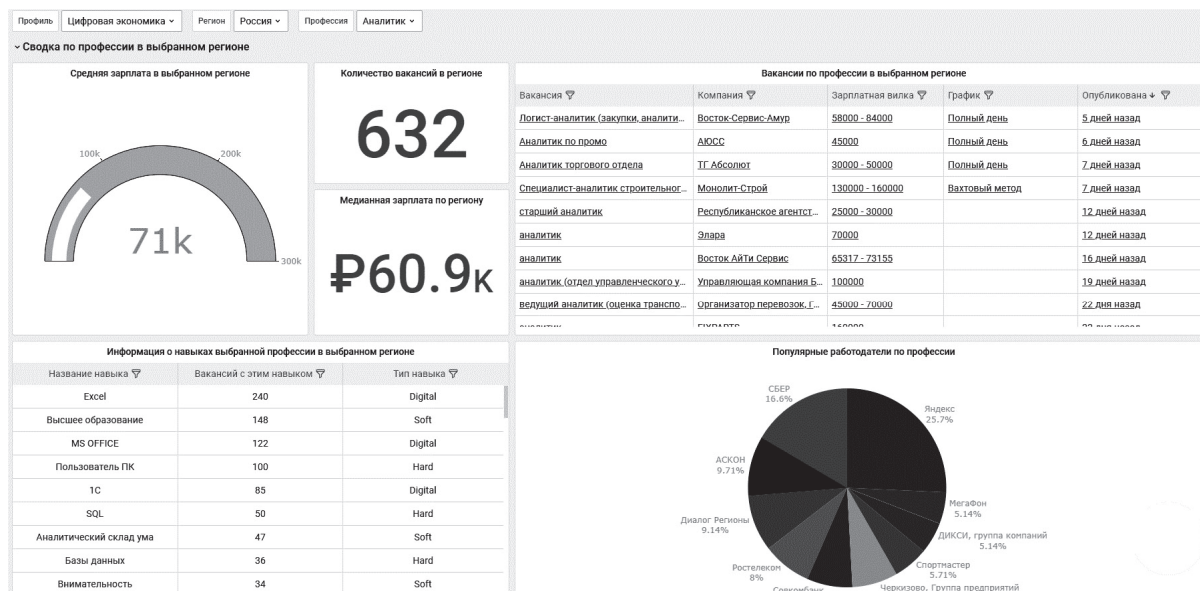 Профиль Цифровая экономика Регион Россия Профессия Аналитик
Сводка по профессии в выбранном регионе
Средняя зарплата в выбранном регионе
100k
200k
300k
71k
Количество вакансий в регионе
632
Медианная зарплата по региону
₽60.9к
Вакансии по профессии в выбранном регионе
Вакансия Компания Зарплатная вилка График Опубликована
Логист-аналитик (закупки, аналити... Восток-Сервис-Амур 58000 - 84000 Полный день 5 дней назад
Аналитик по промо АЮСС 45000 Полный день 6 дней назад
Аналитик торгового отдела ТГ Абсолют 30000 - 50000 Полный день 7 дней назад
Специалист-аналитик строительног... Монолит-Строй 130000 - 160000 Вахтовый метод 7 дней назад
старший аналитик Республиканское агентст... 25000 - 30000 12 дней назад
аналитик Элара 70000 12 дней назад
аналитик Восток АйТи Сервис 65317 - 73155 16 дней назад
аналитик (отдел управленческого у... Управляющая компания Б... 100000 19 дней назад
ведущий аналитик (оценка транспо... Организатор перевозок, Г... 45000 - 70000 22 дня назад
Информация о навыках выбранной профессии в выбранном регионе
Название навыка Вакансий с этим навыком Тип навыка
Excel 240 Digital
Высшее образование 148 Soft
MS OFFICE 122 Digital
Пользователь ПК 100 Hard
1С 85 Digital
SQL 50 Hard
Аналитический склад ума 47 Soft
Базы данных 36 Hard
Внимательность 34 Soft
Популярные работодатели по профессии
СБЕР
16.6%
Яндекс
25.7%
АСКОН
9.71%
МегаФон
5.14%
Диалог Регионы
9.14%
ДИКСИ, группа компаний
5.14%
Ростелеком
8%
Спортмастер
5.71%
Совкомбанк
Черкизово, Группа предприятий